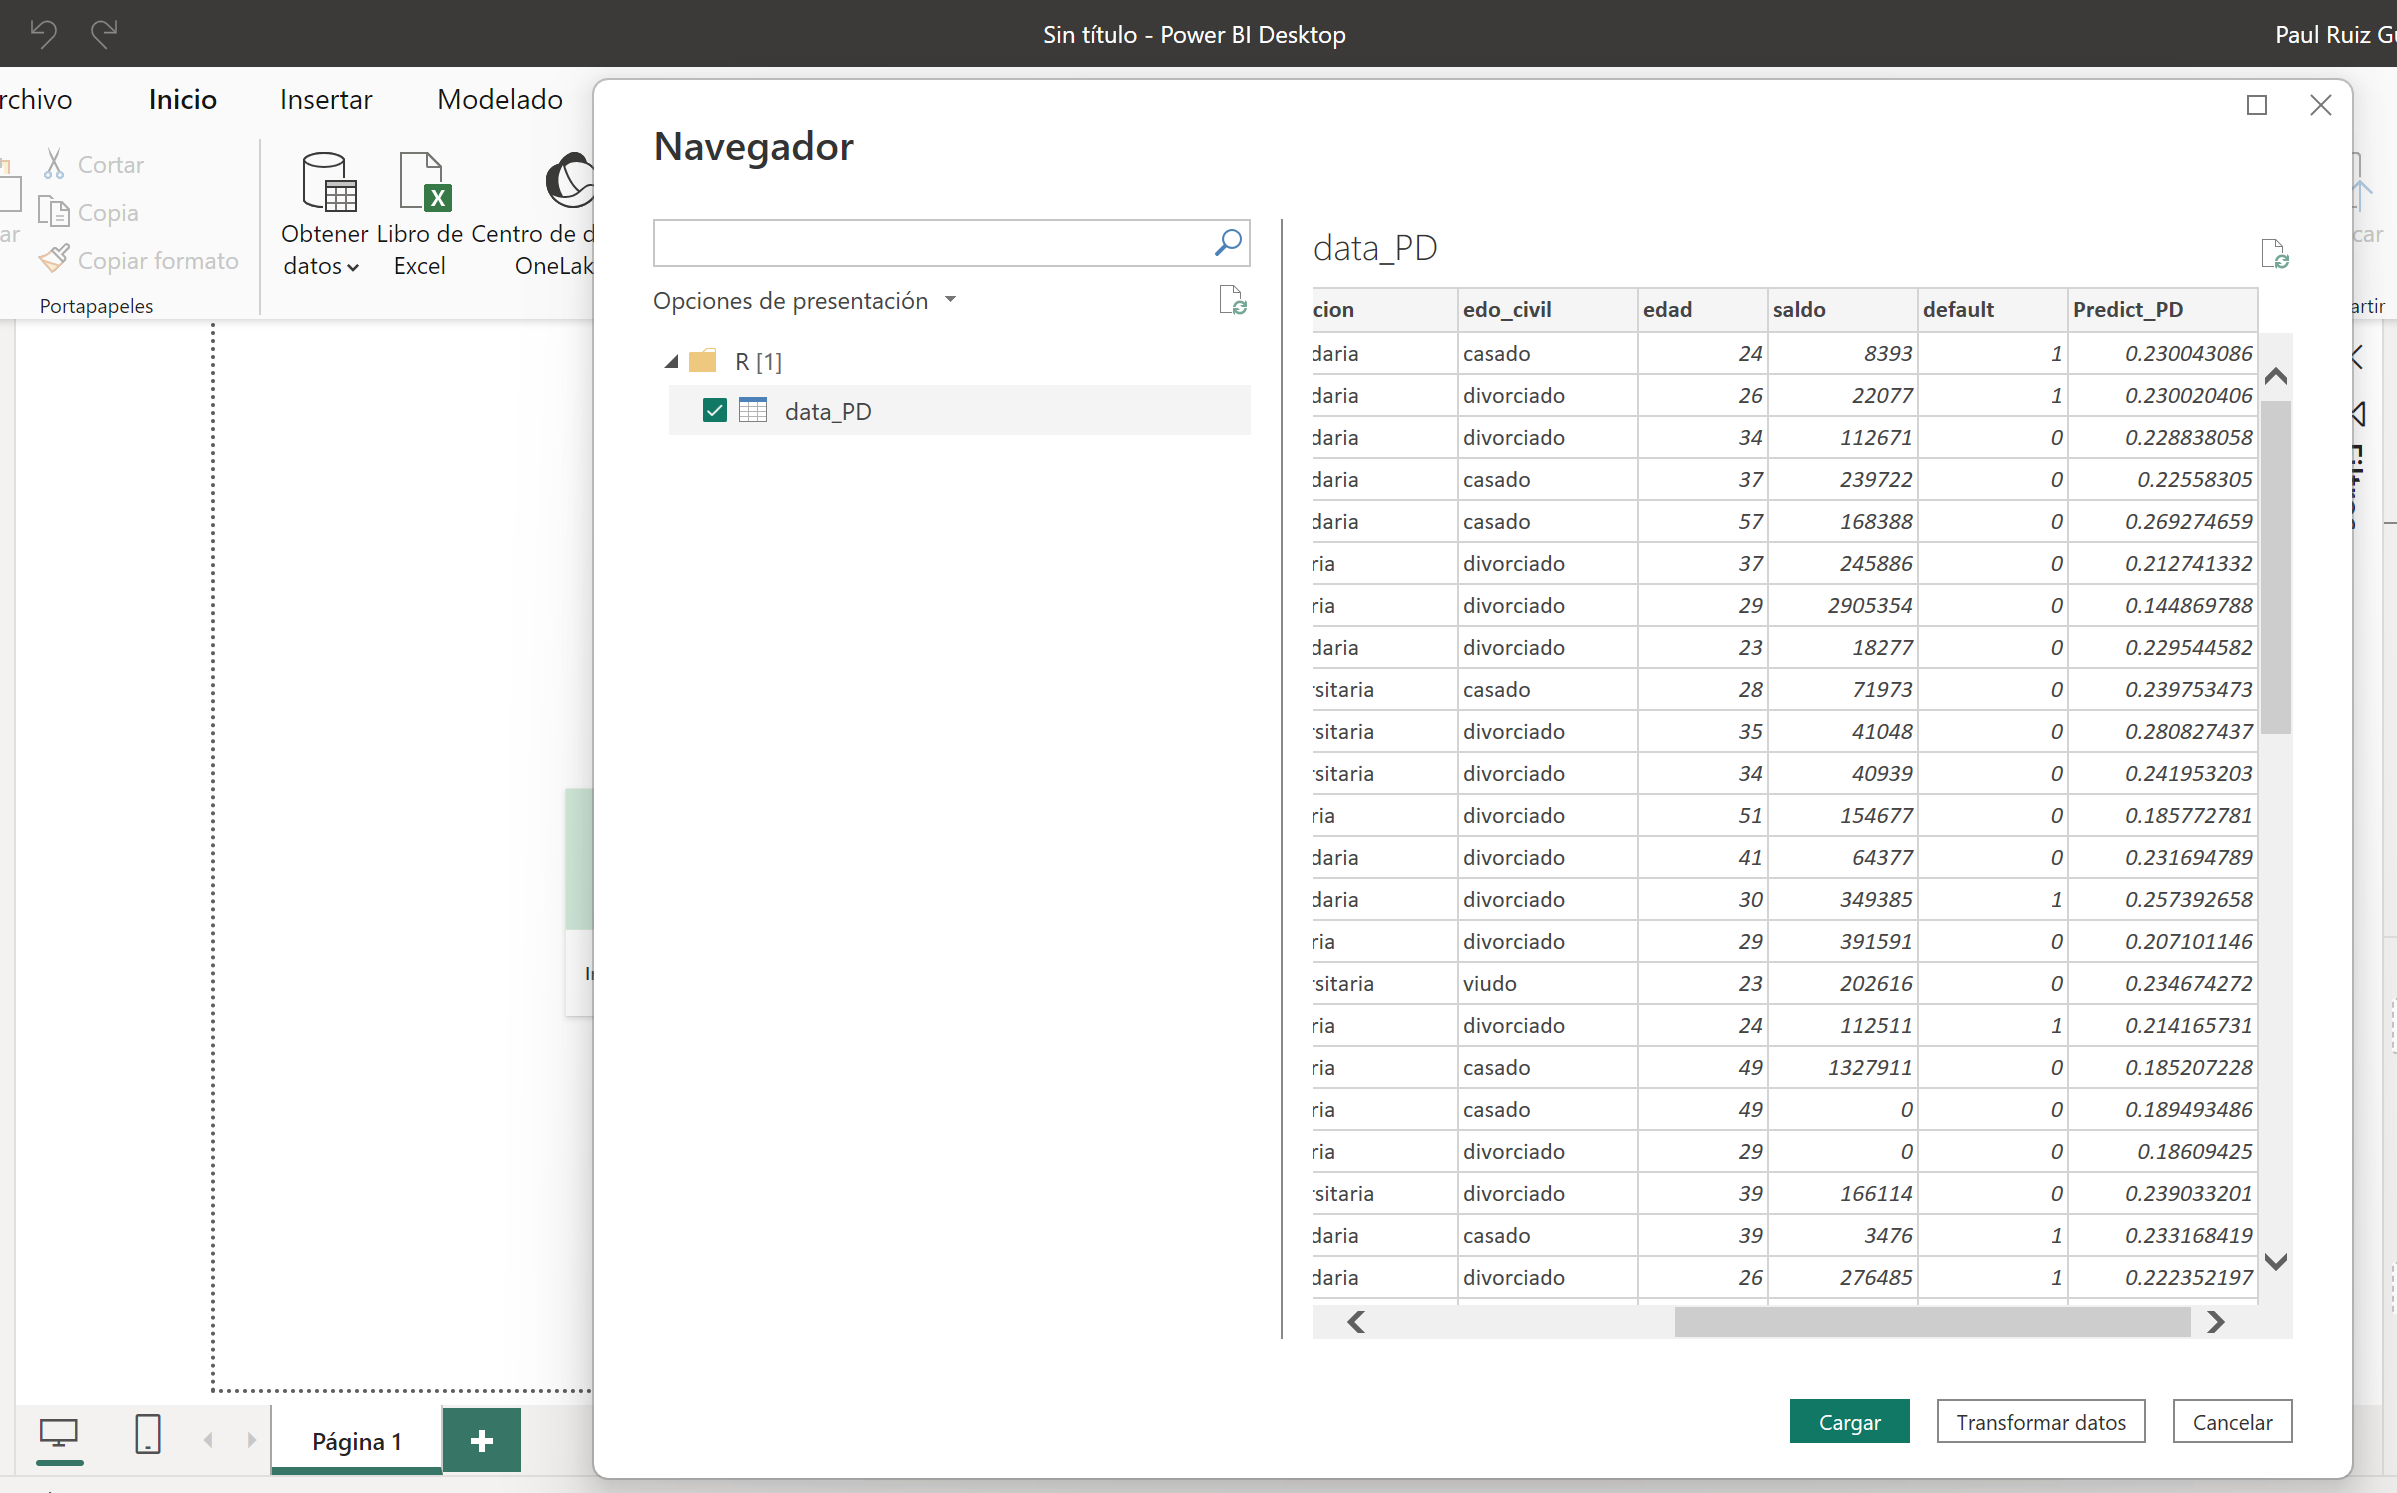 Sin título - Power BI Desktop
Paul Ruiz
rchivo Inicio Insertar Modelado
Cortar
Copia
Copiar formato
Portapapeles
Obtener datos
Libro de Excel
Centro de
Navegador
Opciones de presentación
R [1]
data_PD
data_PD
cion edo_civil edad saldo default Predict_PD
daria casado 24 8393 1 0.230043086
daria divorciado 26 22077 1 0.230020406
daria divorciado 34 112671 0 0.228838058
daria casado 37 239722 0 0.22558305
daria casado 57 168388 0 0.269274659
ria divorciado 37 245886 0 0.212741332
ria divorciado 29 2905354 0 0.144869788
daria divorciado 23 18277 0 0.229544582
rsitaria casado 28 71973 0 0.239753473
rsitaria divorciado 35 41048 0 0.280827437
rsitaria divorciado 34 40939 0 0.241953203
ria divorciado 51 154677 0 0.185772781
daria divorciado 41 64377 0 0.231694789
daria divorciado 30 349385 1 0.257392658
ria divorciado 29 391591 0 0.207101146
rsitaria viudo 23 202616 0 0.234674272
ria divorciado 24 112511 1 0.214165731
ria casado 49 1327911 0 0.185207228
ria casado 49 0 0 0.189493486
ria divorciado 29 0 0 0.18609425
rsitaria divorciado 39 166114 0 0.239033201
daria casado 39 3476 1 0.233168419
daria divorciado 26 276485 1 0.222352197
Cargar Transformar datos Cancelar
Página 1